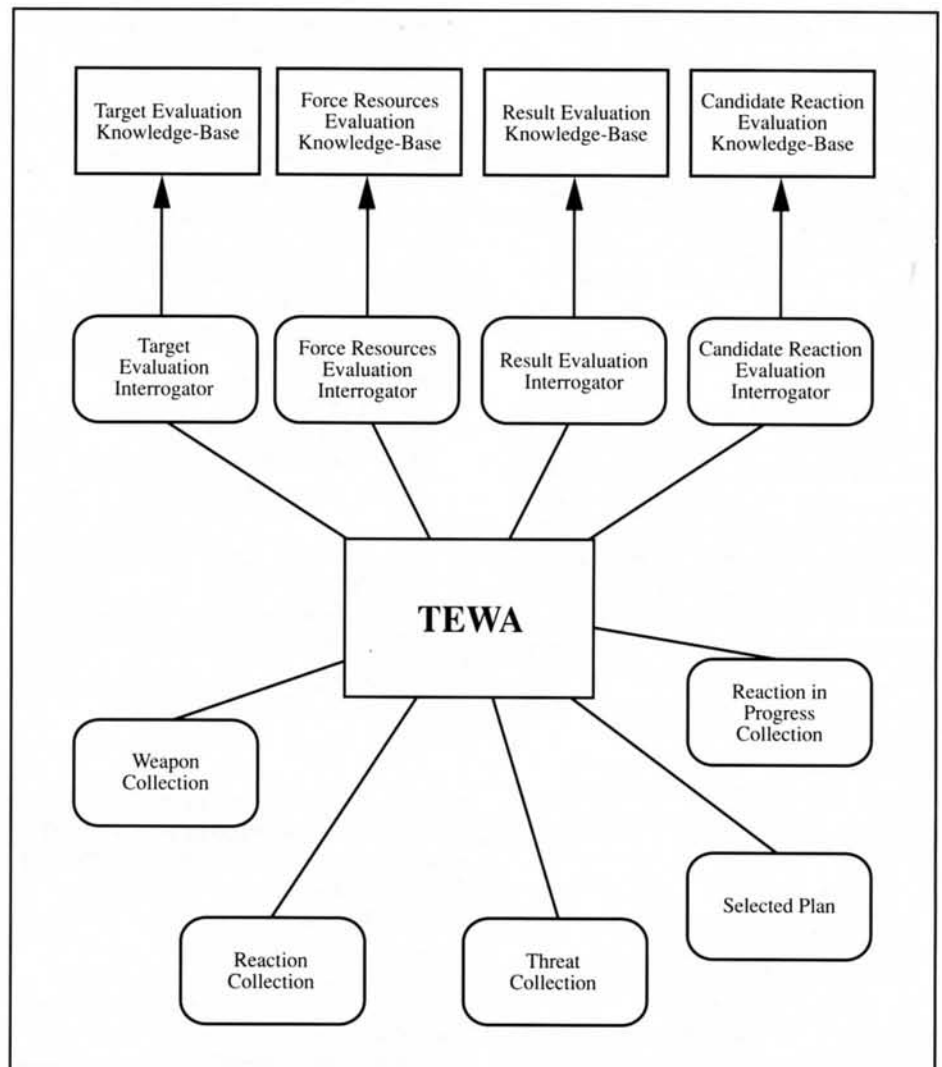 Target Evaluation
Knowledge-Base
Force Resources
Evaluation
Knowledge-Base
Result Evaluation
Knowledge-Base
Candidate Reaction
Evaluation
Knowledge-Base
Target
Evaluation
Interrogator
Force Resources
Evaluation
Interrogator
Result Evaluation
Interrogator
Candidate Reaction
Evaluation
Interrogator
TEWA
Reaction in
Progress
Collection
Weapon
Collection
Selected Plan
Reaction
Collection
Threat
Collection